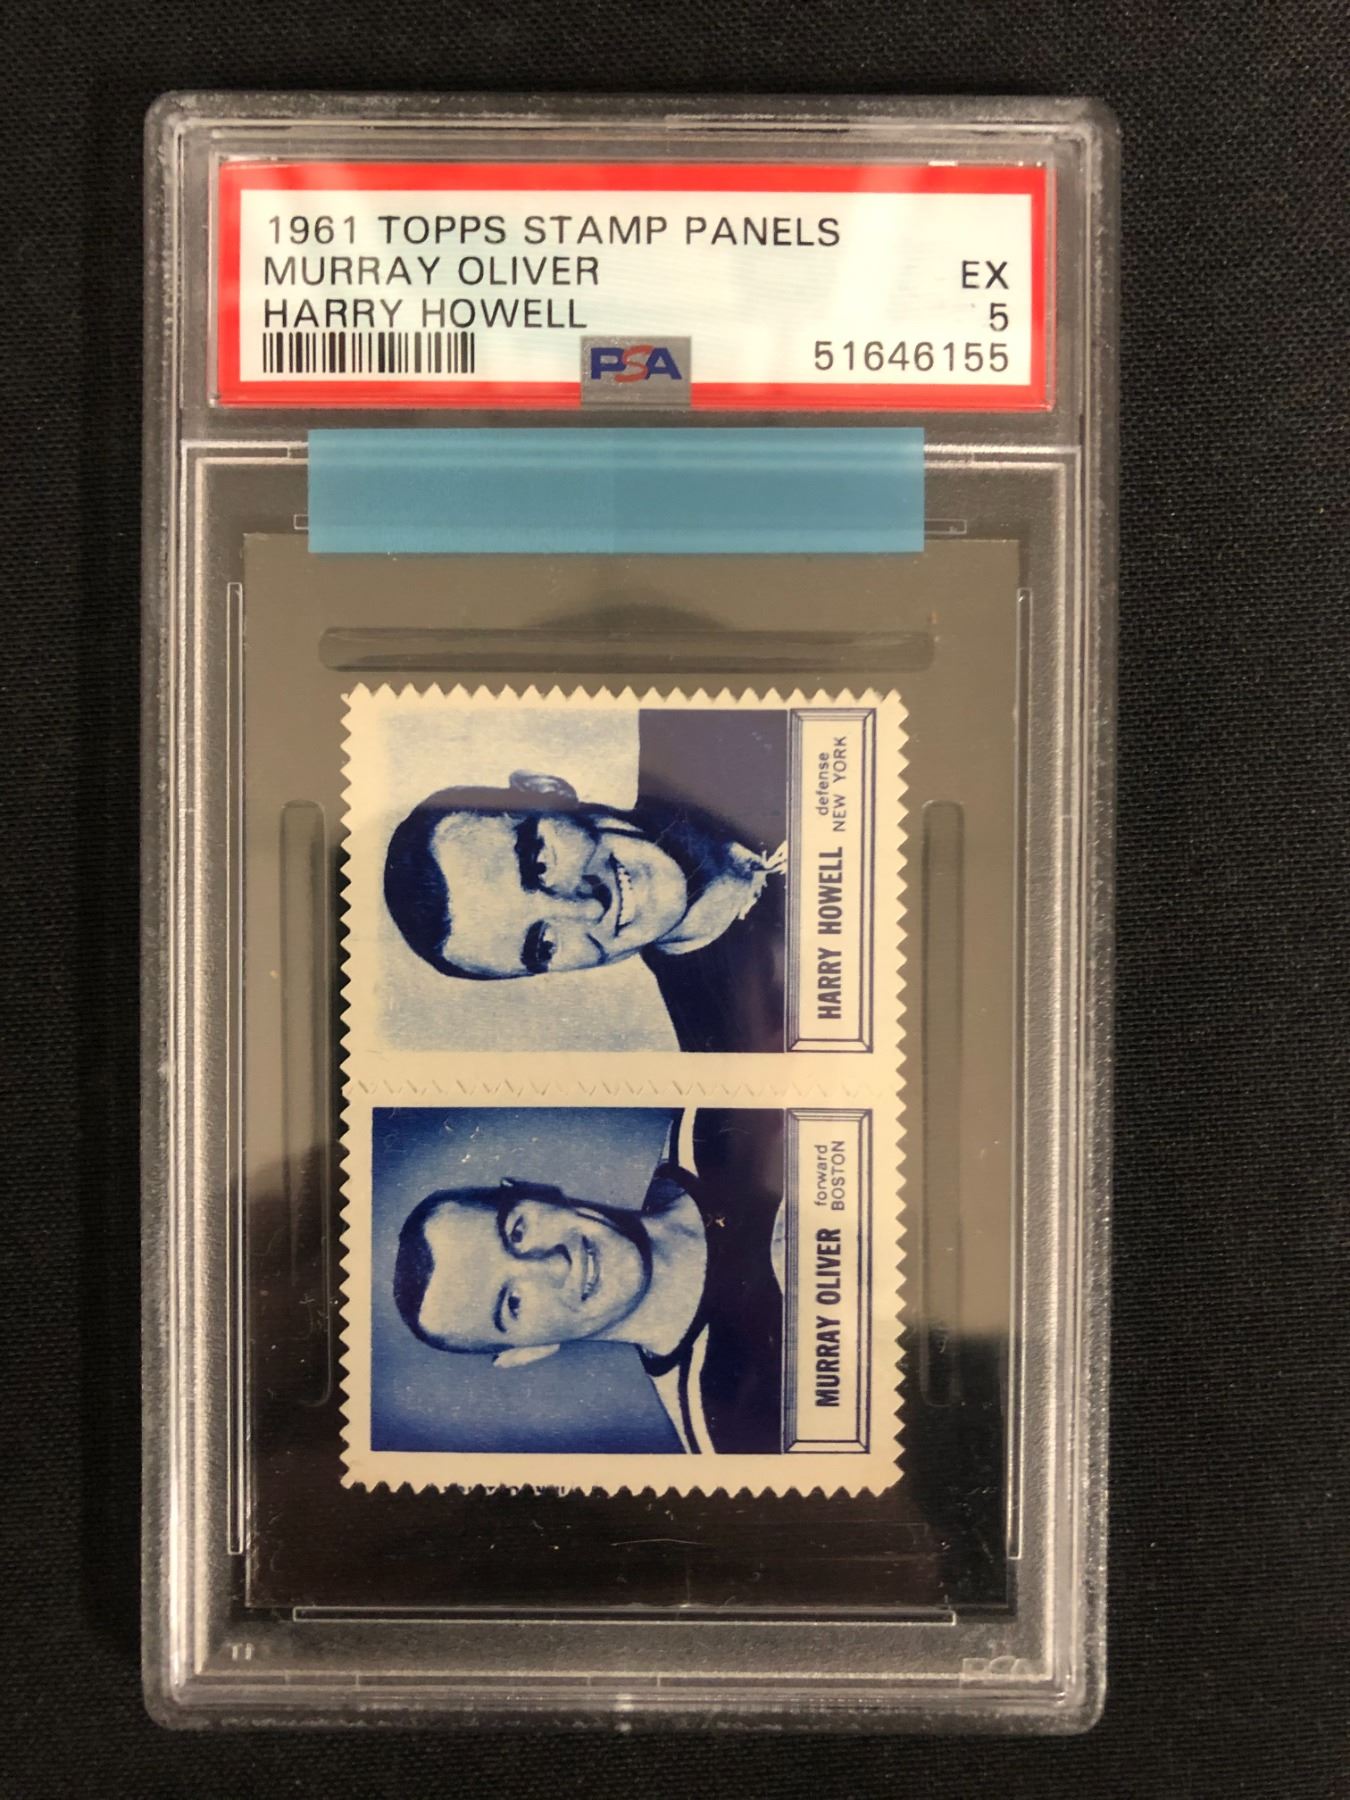 1961 TOPPS STAMP PANELS
MURRAY OLIVER
HARRY HOWELL
EX
5
51646155
PSA
HARRY HOWELL
defense
NEW YORK
MURRAY OLIVER
forward
BOSTON
PSA